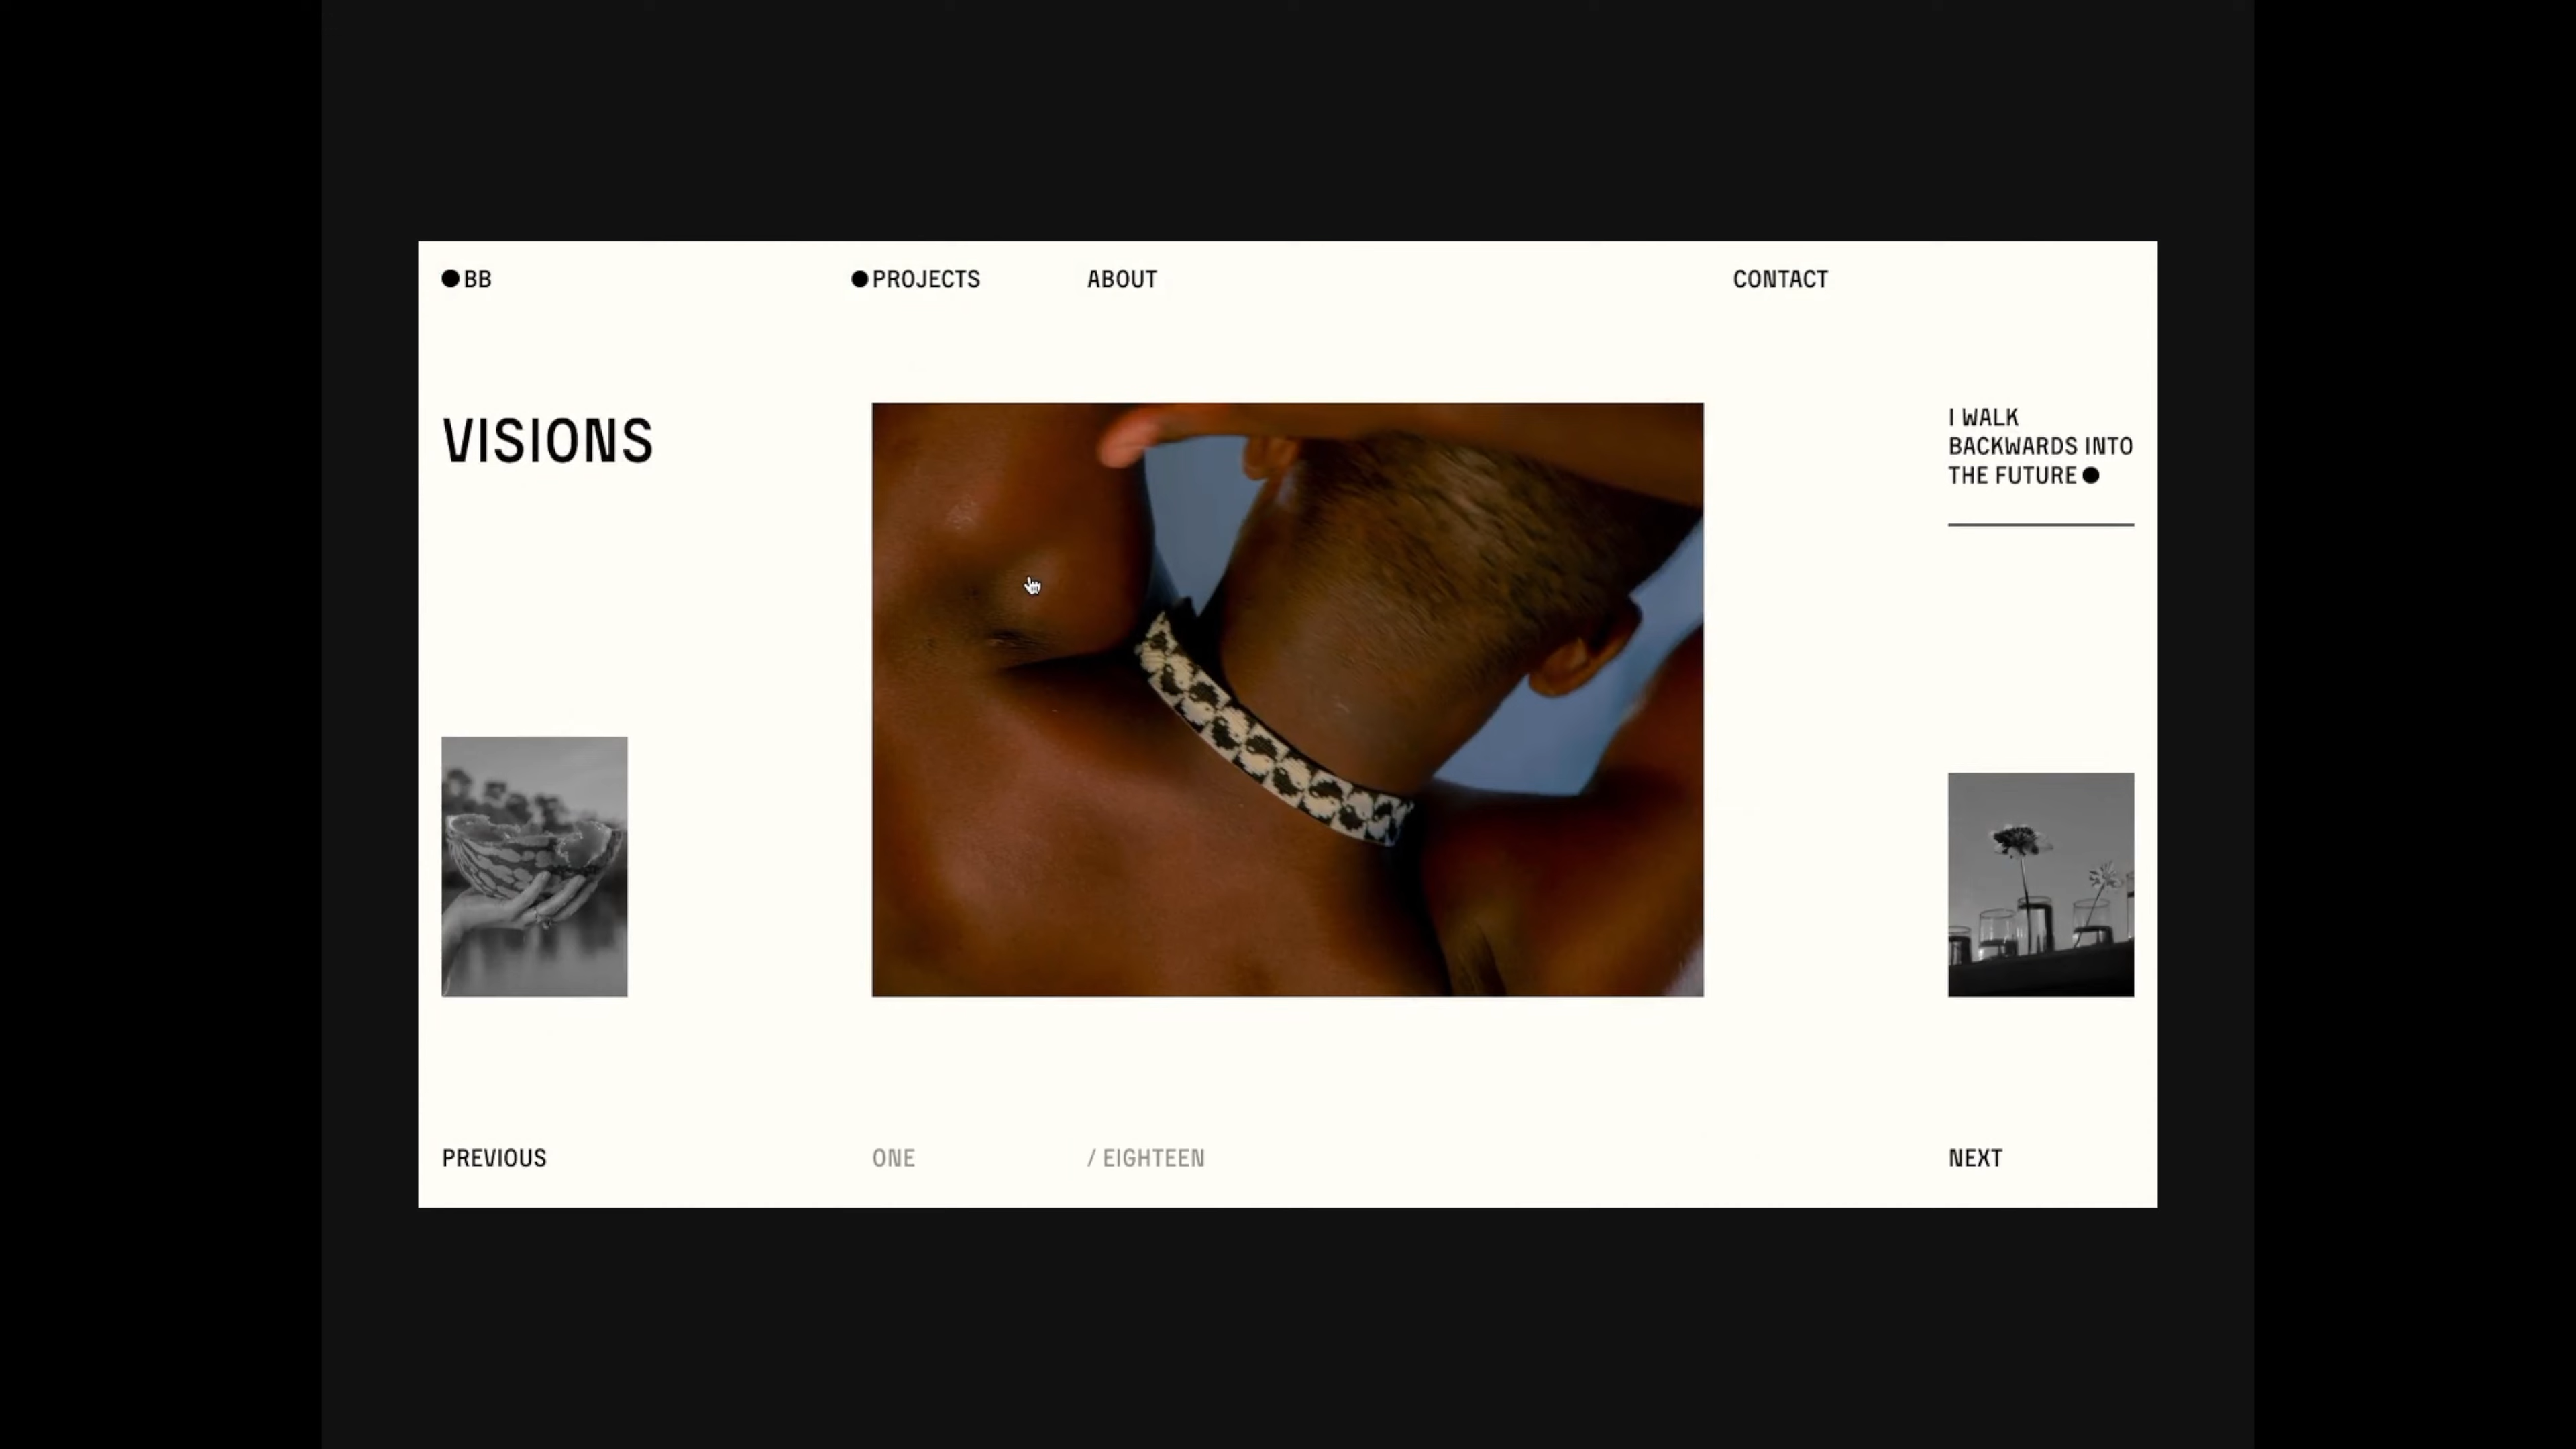 BB
PROJECTS
ABOUT
CONTACT
VISIONS
I WALK
BACKWARDS INTO
THE FUTURE
PREVIOUS
ONE
/ EIGHTEEN
NEXT